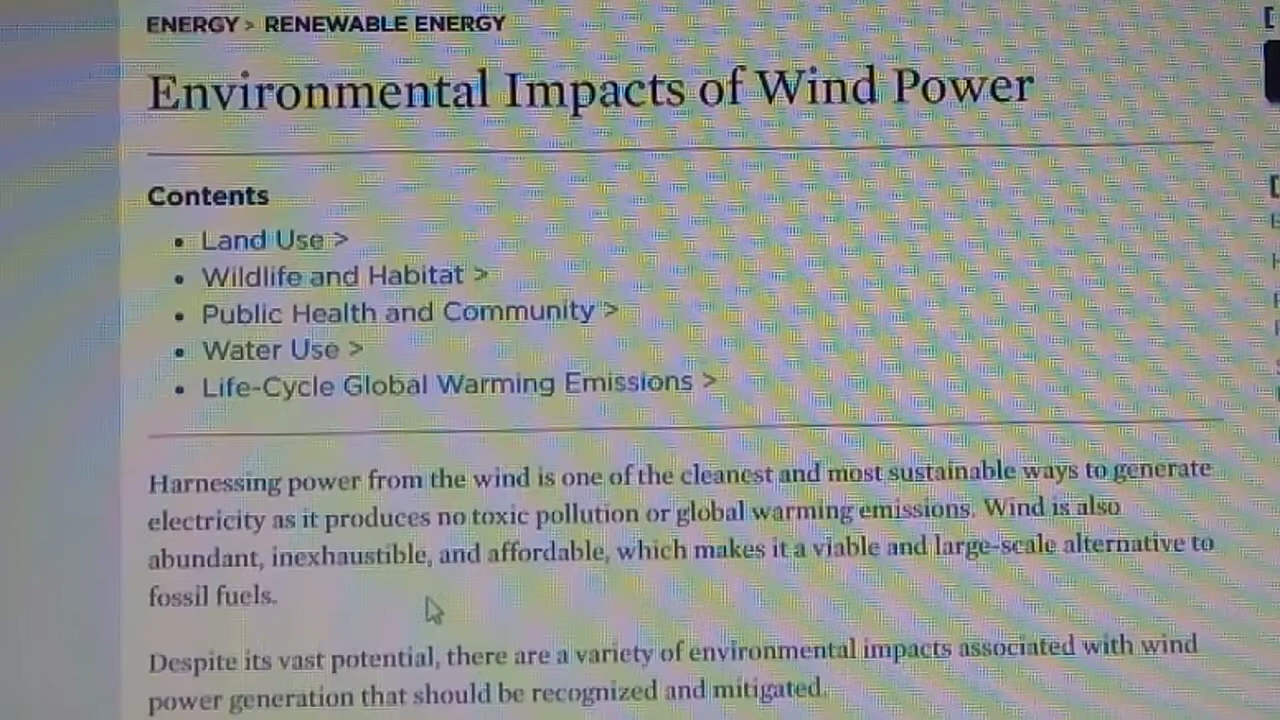 ENERGY > RENEWABLE ENERGY
Environmental Impacts of Wind Power
Contents
• Land Use >
• Wildlife and Habitat >
• Public Health and Community >
• Water Use >
• Life-Cycle Global Warming Emissions >
Harnessing power from the wind is one of the cleanest and most sustainable ways to generate
electricity as it produces no toxic pollution or global warming emissions. Wind is also
abundant, inexhaustible, and affordable, which makes it a viable and large-scale alternative to
fossil fuels.
Despite its vast potential, there are a variety of environmental impacts associated with wind
power generation that should be recognized and mitigated.